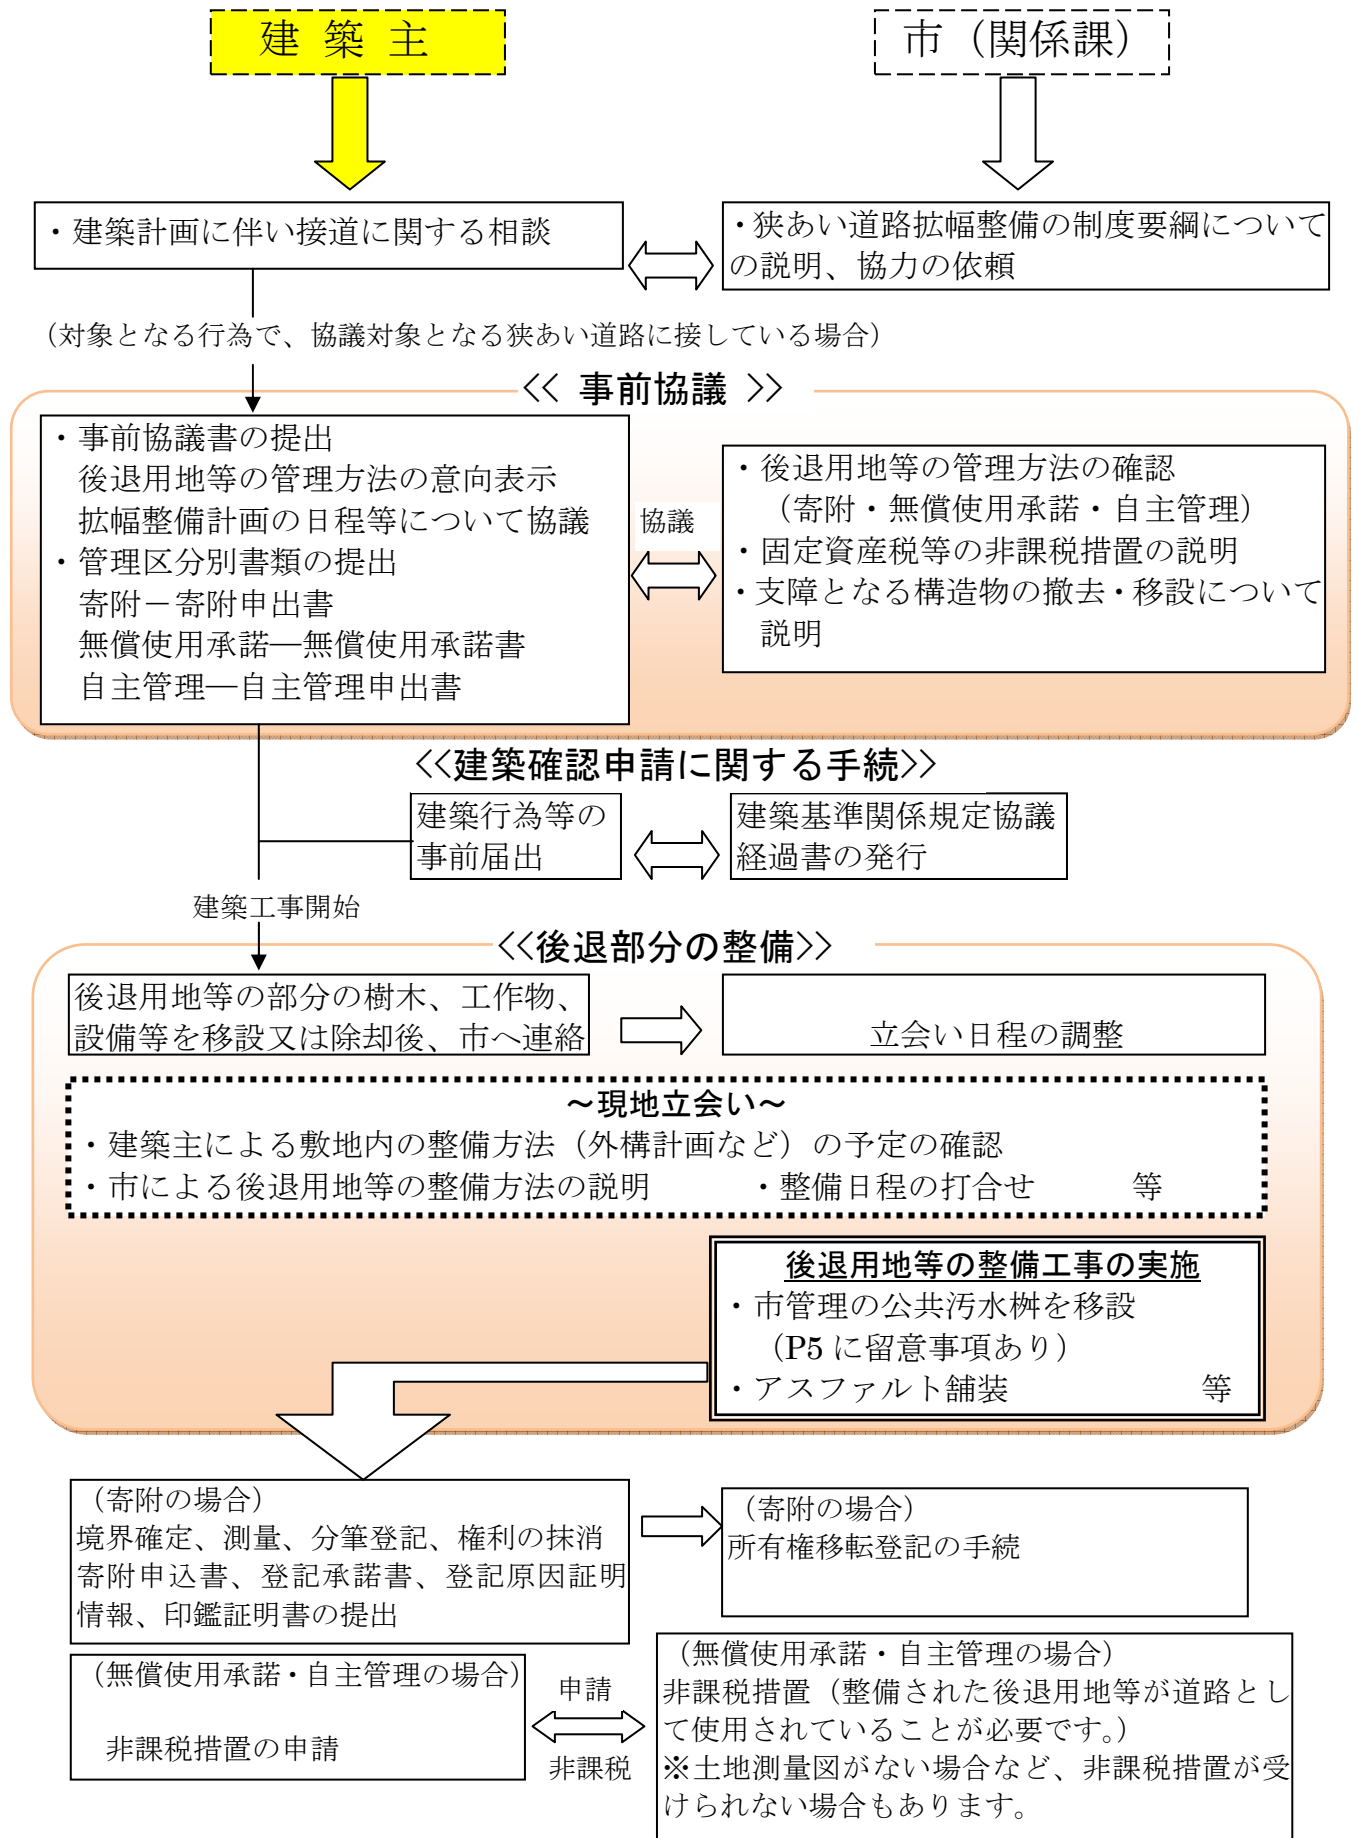 建 築 主
市（関係課）
・建築計画に伴い接道に関する相談
・狭あい道路拡幅整備の制度要綱について
の説明、協力の依頼
（対象となる行為で、協議対象となる狭あい道路に接している場合）
<< 事前協議 >>
・事前協議書の提出
後退用地等の管理方法の意向表示
拡幅整備計画の日程等について協議
・管理区分別書類の提出
寄附－寄附申出書
無償使用承諾―無償使用承諾書
自主管理―自主管理申出書
協議
・後退用地等の管理方法の確認
（寄附・無償使用承諾・自主管理）
・固定資産税等の非課税措置の説明
・支障となる構造物の撤去・移設について
説明
<<建築確認申請に関する手続>>
建築行為等の
事前届出
建築基準関係規定協議
経過書の発行
建築工事開始
<<後退部分の整備>>
後退用地等の部分の樹木、工作物、
設備等を移設又は除却後、市へ連絡
立会い日程の調整
～現地立会い～
・建築主による敷地内の整備方法（外構計画など）の予定の確認
・市による後退用地等の整備方法の説明　　　・整備日程の打合せ　　　等
後退用地等の整備工事の実施
・市管理の公共汚水桝を移設
（P5 に留意事項あり）
・アスファルト舗装　　　　　　等
（寄附の場合）
境界確定、測量、分筆登記、権利の抹消
寄附申込書、登記承諾書、登記原因証明
情報、印鑑証明書の提出
（寄附の場合）
所有権移転登記の手続
（無償使用承諾・自主管理の場合）
非課税措置の申請
申請
非課税
（無償使用承諾・自主管理の場合）
非課税措置（整備された後退用地等が道路とし
て使用されていることが必要です。）
※土地測量図がない場合など、非課税措置が受
けられない場合もあります。